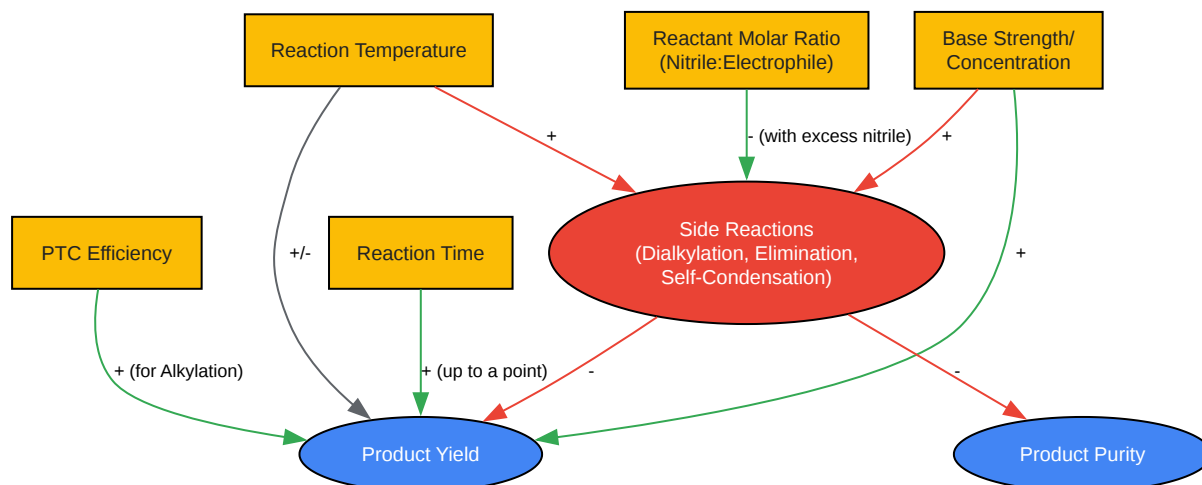 Reaction Temperature
Reactant Molar Ratio
(Nitrile:Electrophile)
Base Strength/
Concentration
+
- (with excess nitrile)
+
PTC Efficiency
+/-
Reaction Time
Side Reactions
(Dialkylation, Elimination,
Self-Condensation)
+
+ (for Alkylation)
+ (up to a point)
-
-
Product Yield
Product Purity